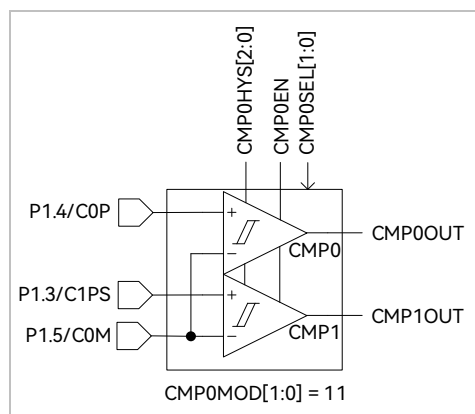 CMP0HYS[2:0]
CMP0EN
CMP0SEL[1:0]
P1.4/C0P
+
CMP0
CMP0OUT
−
P1.3/C1PS
+
P1.5/C0M
−
CMP1
CMP1OUT
CMP0MOD[1:0] = 11